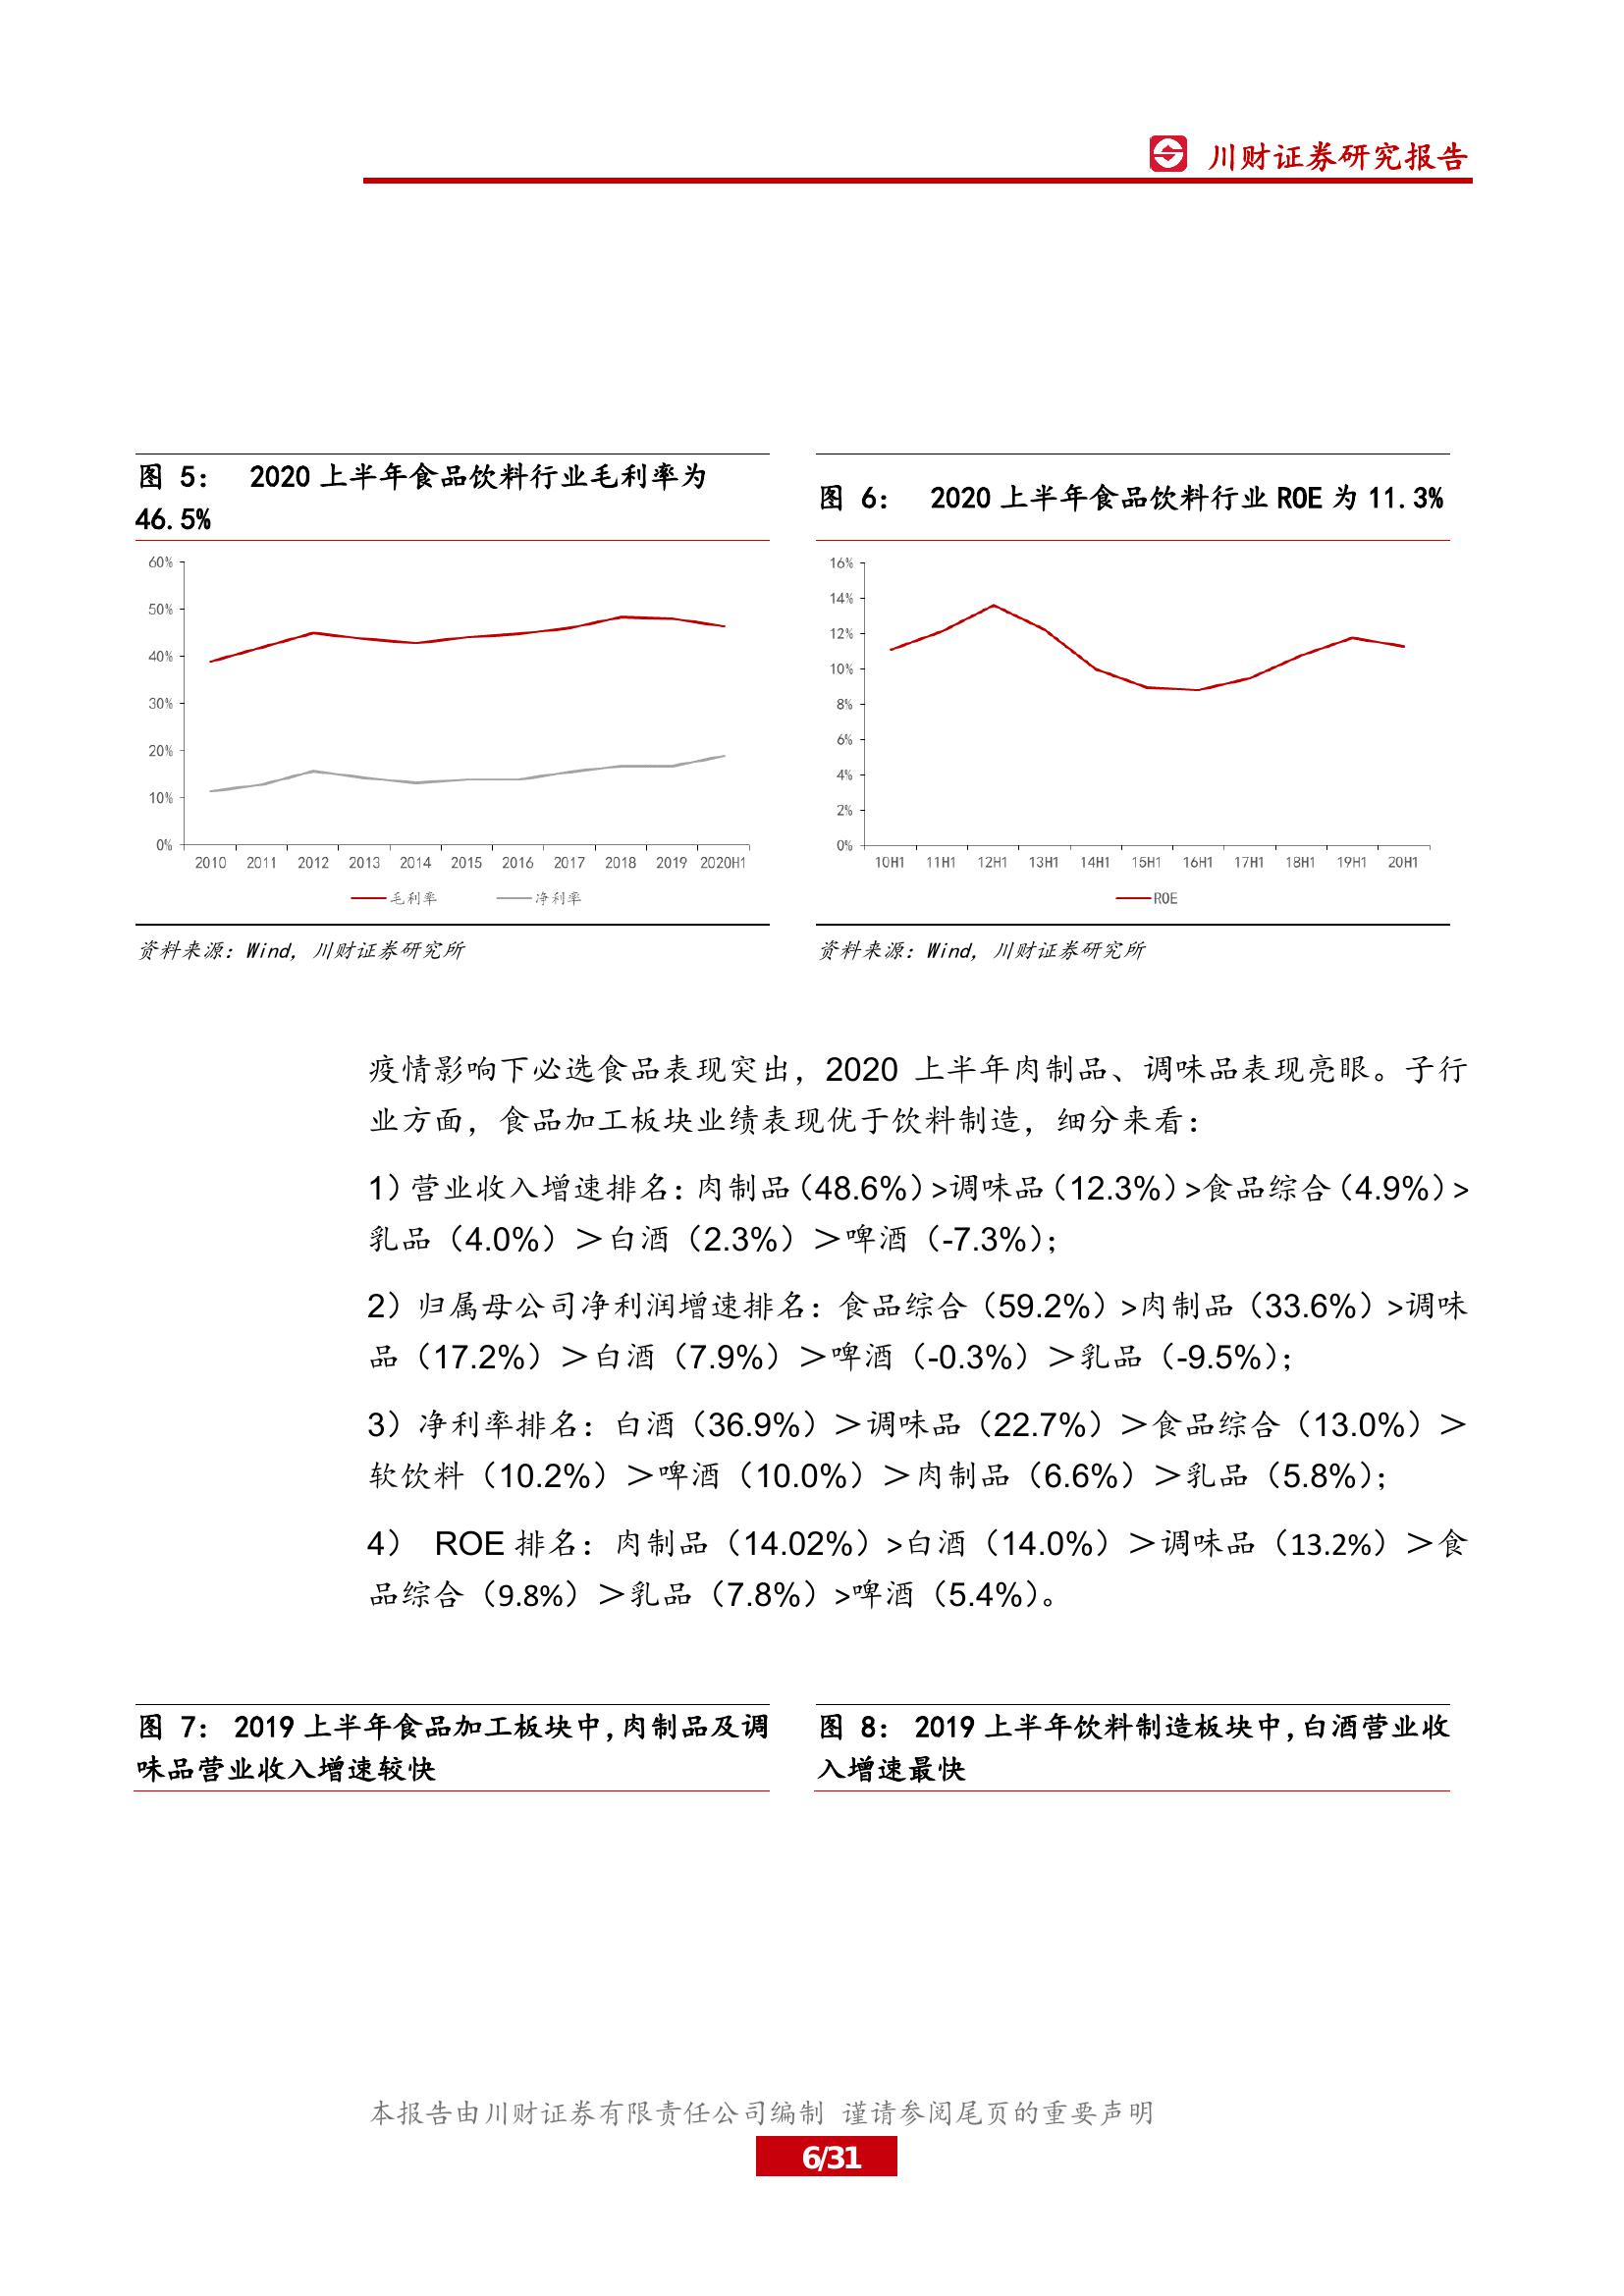 川财证券研究报告
图 5： 2020 上半年食品饮料行业毛利率为
46.5%
60%
50%
40%
30%
20%
10%
0%
2010 2011 2012 2013 2014 2015 2016 2017 2018 2019 2020H1
毛利率 净利率
资料来源：Wind，川财证券研究所
图 6： 2020 上半年食品饮料行业 ROE 为 11.3%
16%
14%
12%
10%
8%
6%
4%
2%
0%
10H1 11H1 12H1 13H1 14H1 15H1 16H1 17H1 18H1 19H1 20H1
ROE
资料来源：Wind，川财证券研究所
疫情影响下必选食品表现突出，2020 上半年肉制品、调味品表现亮眼。子行
业方面，食品加工板块业绩表现优于饮料制造，细分来看：
1）营业收入增速排名：肉制品（48.6%）>调味品（12.3%）>食品综合（4.9%）>
乳品（4.0%）＞白酒（2.3%）＞啤酒（-7.3%）；
2）归属母公司净利润增速排名：食品综合（59.2%）>肉制品（33.6%）>调味
品（17.2%）＞白酒（7.9%）＞啤酒（-0.3%）＞乳品（-9.5%）；
3）净利率排名：白酒（36.9%）＞调味品（22.7%）＞食品综合（13.0%）＞
软饮料（10.2%）＞啤酒（10.0%）＞肉制品（6.6%）＞乳品（5.8%）；
4） ROE 排名：肉制品（14.02%）>白酒（14.0%）＞调味品（13.2%）＞食
品综合（9.8%）＞乳品（7.8%）>啤酒（5.4%）。
图 7： 2019 上半年食品加工板块中，肉制品及调
味品营业收入增速较快
图 8： 2019 上半年饮料制造板块中，白酒营业收
入增速最快
本报告由川财证券有限责任公司编制 谨请参阅尾页的重要声明
6/31